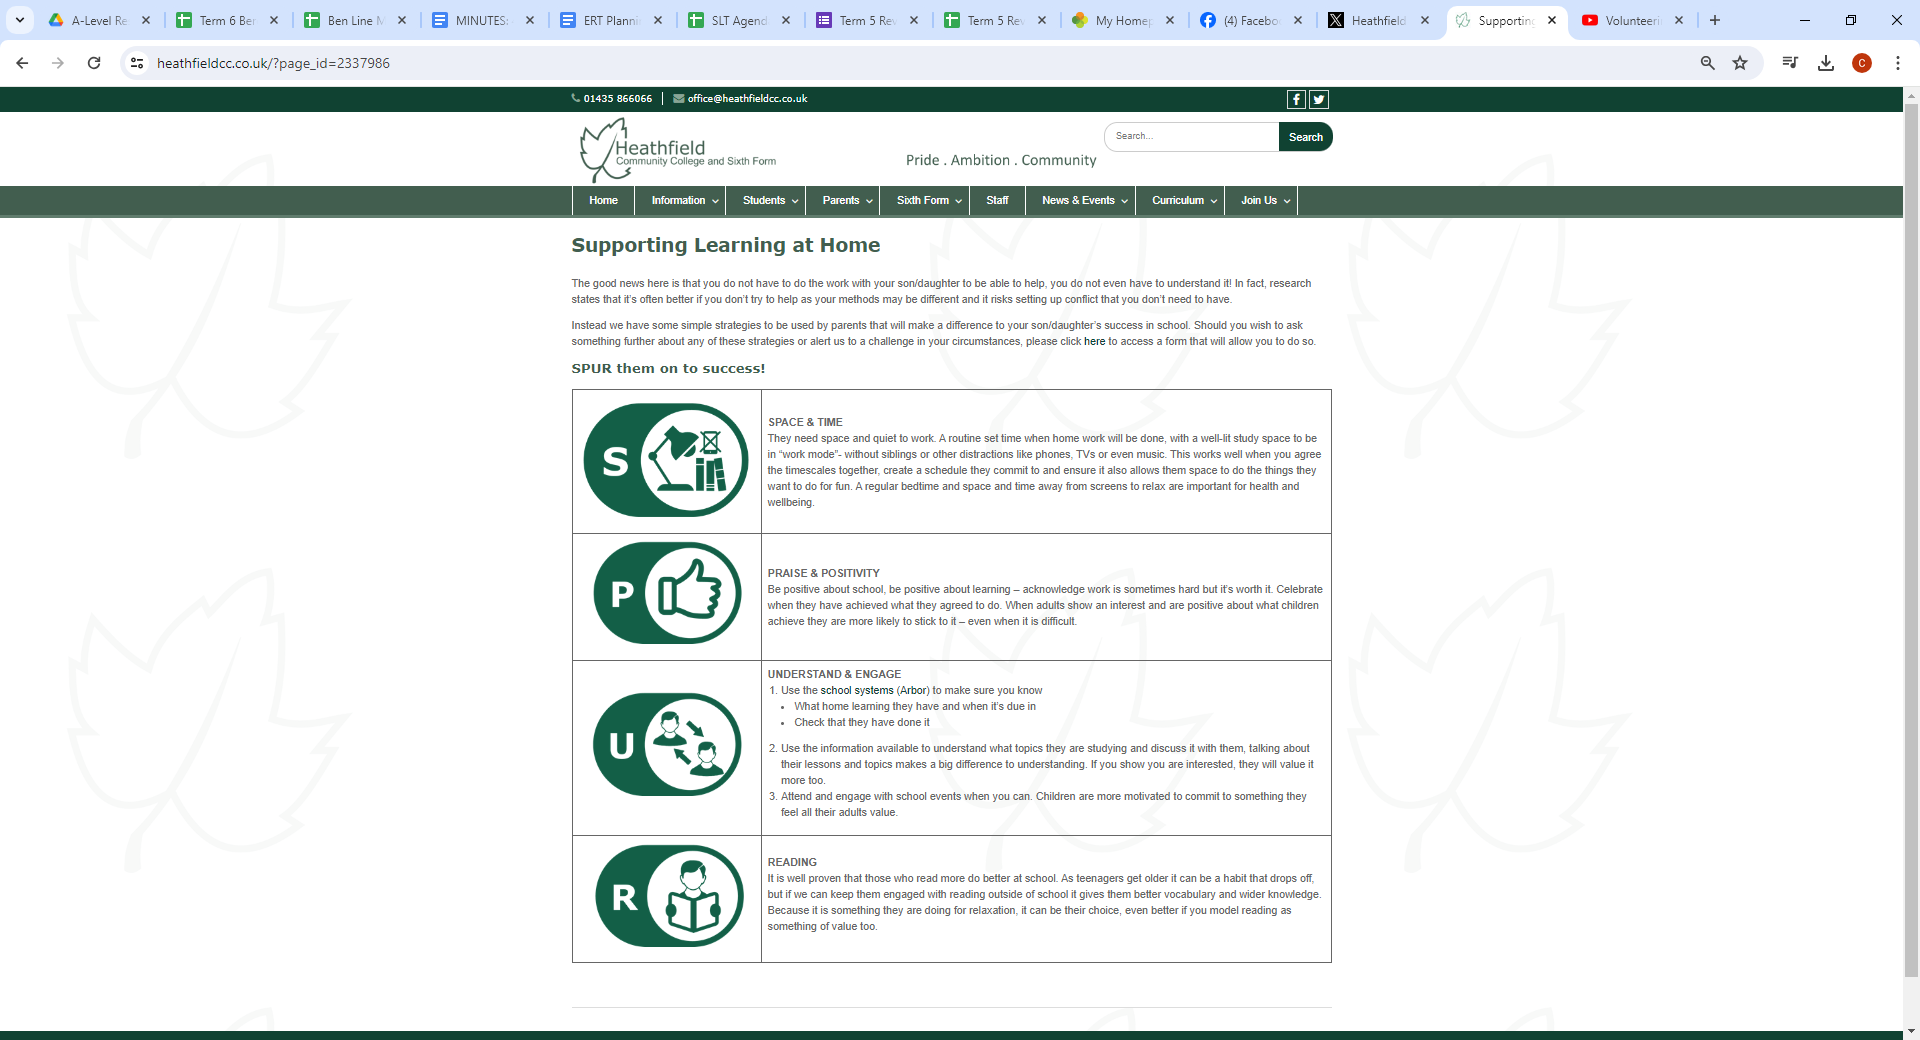 A-Level Re
Term 6 Ber
Ben Line M
MINUTES:
ERT Plannin
SLT Agend
Term 5 Rev
Term 5 Rev
My Homep
(4) Facebo
Heathfield
Supporting
Volunteeri
heathfieldcc.co.uk/?page_id=2337986
C
01435 866066 | office@heathfieldcc.co.uk
Heathfield
Community College and Sixth Form
Pride . Ambition . Community
Search...
Search
Home
Information
Students
Parents
Sixth Form
Staff
News & Events
Curriculum
Join Us
Supporting Learning at Home
The good news here is that you do not have to do the work with your son/daughter to be able to help, you do not even have to understand it! In fact, research
states that it's often better if you don't try to help as your methods may be different and it risks setting up conflict that you don't need to have.
Instead we have some simple strategies to be used by parents that will make a difference to your son/daughter's success in school. Should you wish to ask
something further about any of these strategies or alert us to a challenge in your circumstances, please click here to access a form that will allow you to do so.
SPUR them on to success!
S
SPACE & TIME
They need space and quiet to work. A routine set time when home work will be done, with a well-lit study space to be
in “work mode”- without siblings or other distractions like phones, TVs or even music. This works well when you agree
the timescales together, create a schedule they commit to and ensure it also allows them space to do the things they
want to do for fun. A regular bedtime and space and time away from screens to relax are important for health and
wellbeing.
P
PRAISE & POSITIVITY
Be positive about school, be positive about learning – acknowledge work is sometimes hard but it's worth it. Celebrate
when they have achieved what they agreed to do. When adults show an interest and are positive about what children
achieve they are more likely to stick to it – even when it is difficult.
U
UNDERSTAND & ENGAGE
1. Use the school systems (Arbor) to make sure you know
• What home learning they have and when it's due in
• Check that they have done it
2. Use the information available to understand what topics they are studying and discuss it with them, talking about
their lessons and topics makes a big difference to understanding. If you show you are interested, they will value it
more too.
3. Attend and engage with school events when you can. Children are more motivated to commit to something they
feel all their adults value.
R
READING
It is well proven that those who read more do better at school. As teenagers get older it can be a habit that drops off,
but if we can keep them engaged with reading outside of school it gives them better vocabulary and wider knowledge.
Because it is something they are doing for relaxation, it can be their choice, even better if you model reading as
something of value too.